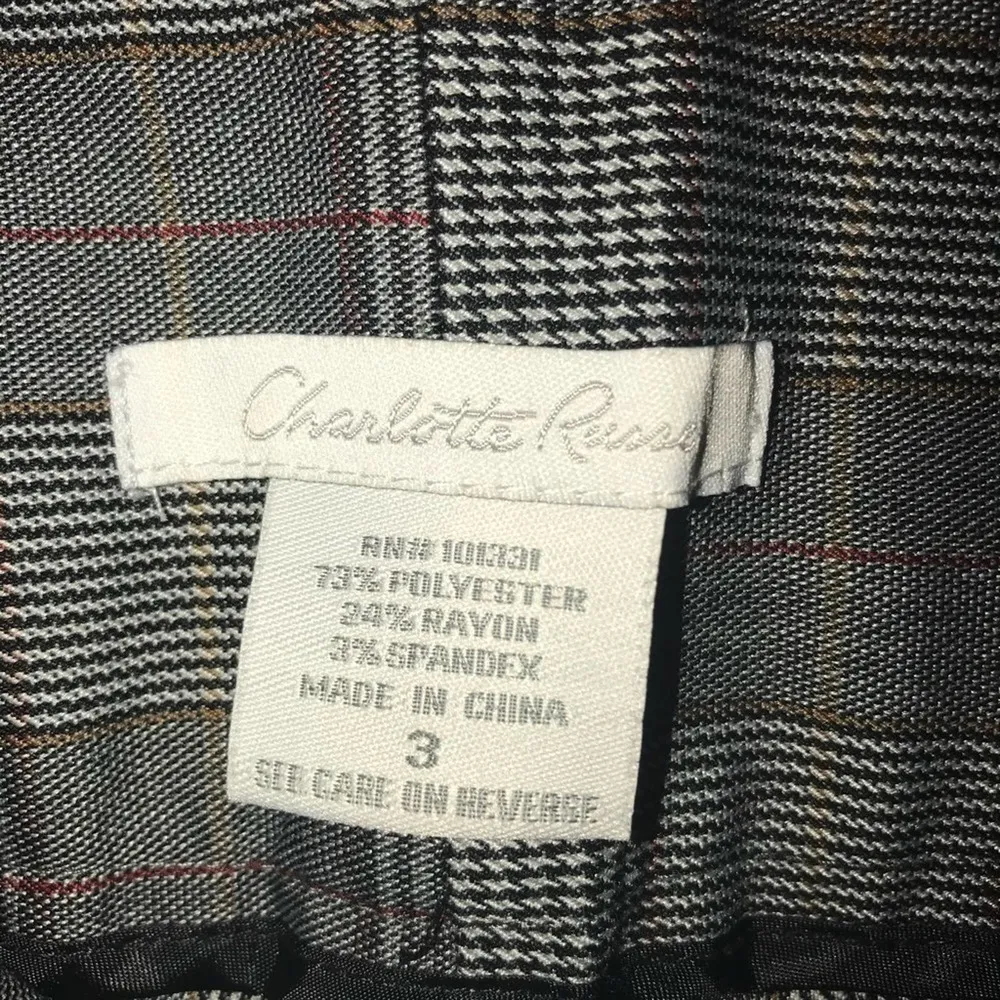 Charlotte Russe
RN# 101331
73% POLYESTER
24% RAYON
3% SPANDEX
MADE IN CHINA
3
SEE CARE ON REVERSE